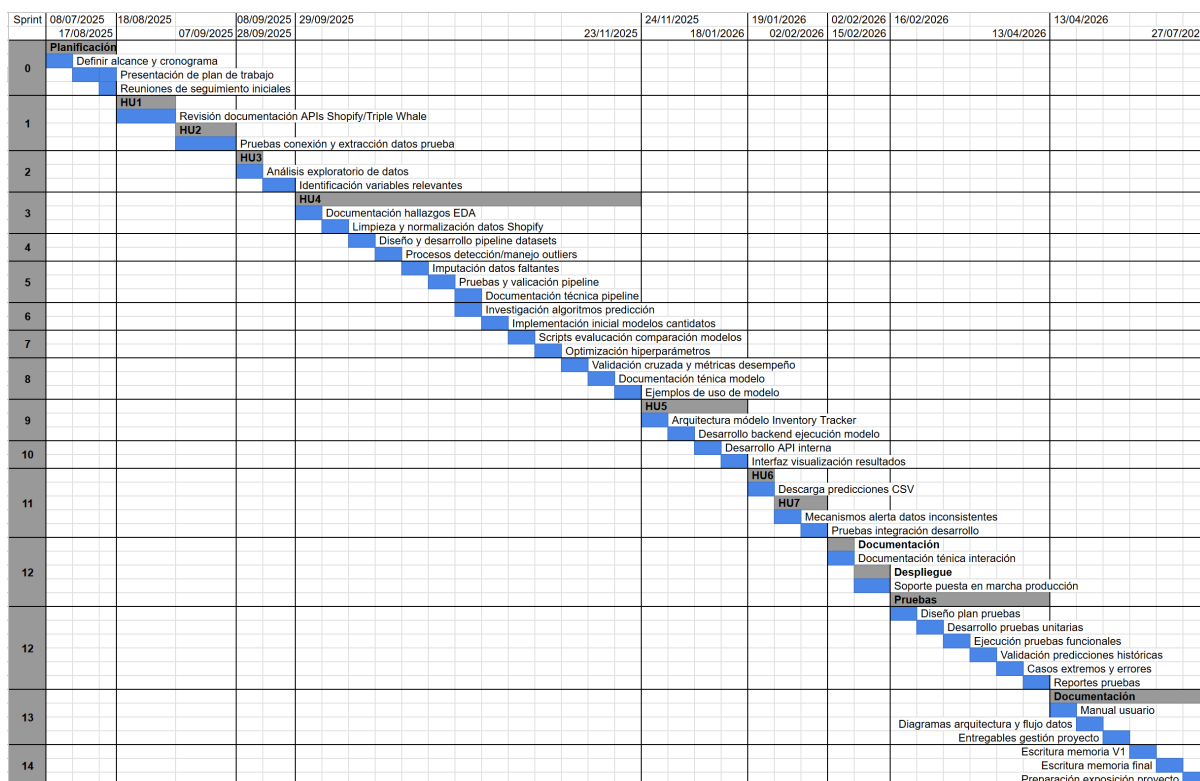 Sprint 08/07/2025 18/08/2025 08/09/2025 29/09/2025 24/11/2025 19/01/2026 02/02/2026 16/02/2026 13/04/2026
17/08/2025 07/09/2025 28/09/2025 23/11/2025 18/01/2026 02/02/2026 15/02/2026 13/04/2026 27/07/202
Planificación
0
Definir alcance y cronograma
Presentación de plan de trabajo
Reuniones de seguimiento iniciales
1
HU1
Revisión documentación APIs Shopify/Triple Whale
HU2
Pruebas conexión y extracción datos prueba
2
HU3
Análisis exploratorio de datos
Identificación variables relevantes
3
HU4
Documentación hallazgos EDA
Limpieza y normalización datos Shopify
4
Diseño y desarrollo pipeline datasets
Procesos detección/manejo outliers
5
Imputación datos faltantes
Pruebas y valicación pipeline
Documentación técnica pipeline
6
Investigación algoritmos predicción
Implementación inicial modelos cantidatos
7
Scripts evalucación comparación modelos
Optimización hiperparámetros
8
Validación cruzada y métricas desempeño
Documentación ténica modelo
Ejemplos de uso de modelo
9
HU5
Arquitectura módelo Inventory Tracker
Desarrollo backend ejecución modelo
10
Desarrollo API interna
Interfaz visualización resultados
11
HU6
Descarga predicciones CSV
HU7
Mecanismos alerta datos inconsistentes
Pruebas integración desarrollo
12
Documentación
Documentación ténica interación
Despliegue
Soporte puesta en marcha producción
Pruebas
12
Diseño plan pruebas
Desarrollo pruebas unitarias
Ejecución pruebas funcionales
Validación predicciones históricas
Casos extremos y errores
Reportes pruebas
13
Documentación
Manual usuario
Diagramas arquitectura y flujo datos
Entregables gestión proyecto
14
Escritura memoria V1
Escritura memoria final
Preparación exposición proyecto